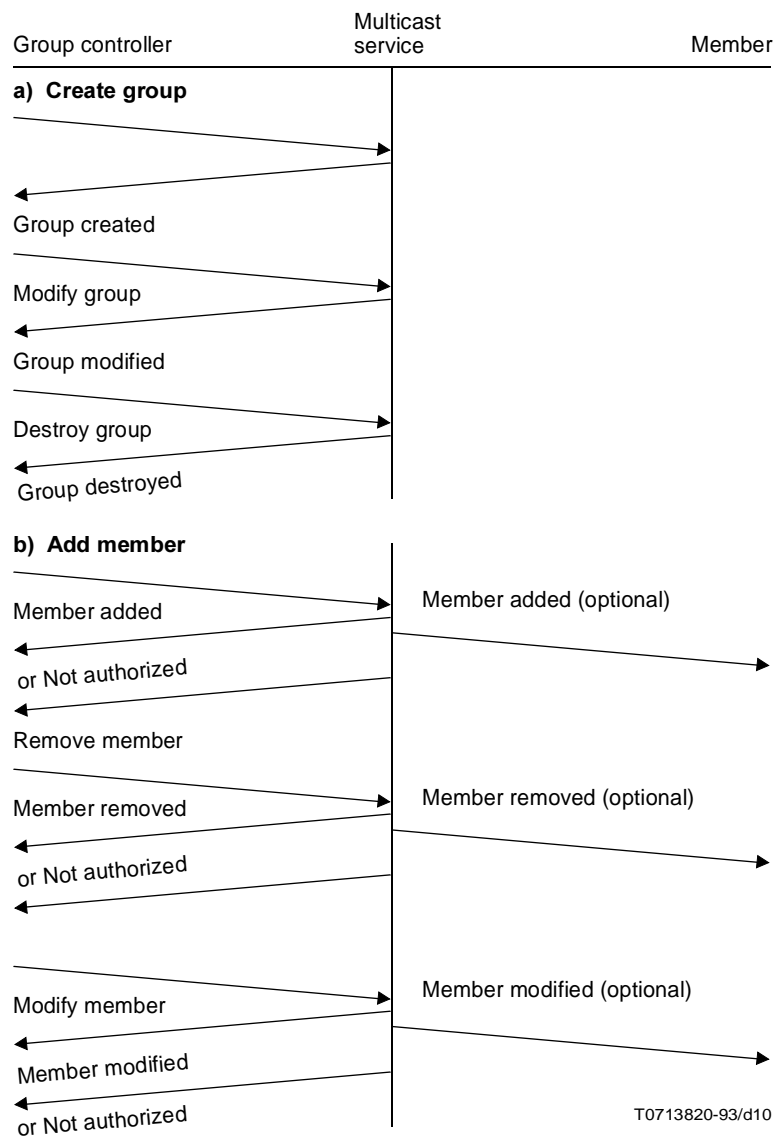 Group controller
Multicast
service
Member
a) Create group
Group created
Modify group
Group modified
Destroy group
Group destroyed
b) Add member
Member added (optional)
Member added
or Not authorized
Remove member
Member removed (optional)
Member removed
or Not authorized
Member modified (optional)
Modify member
Member modified
or Not authorized
T0713820-93/d10